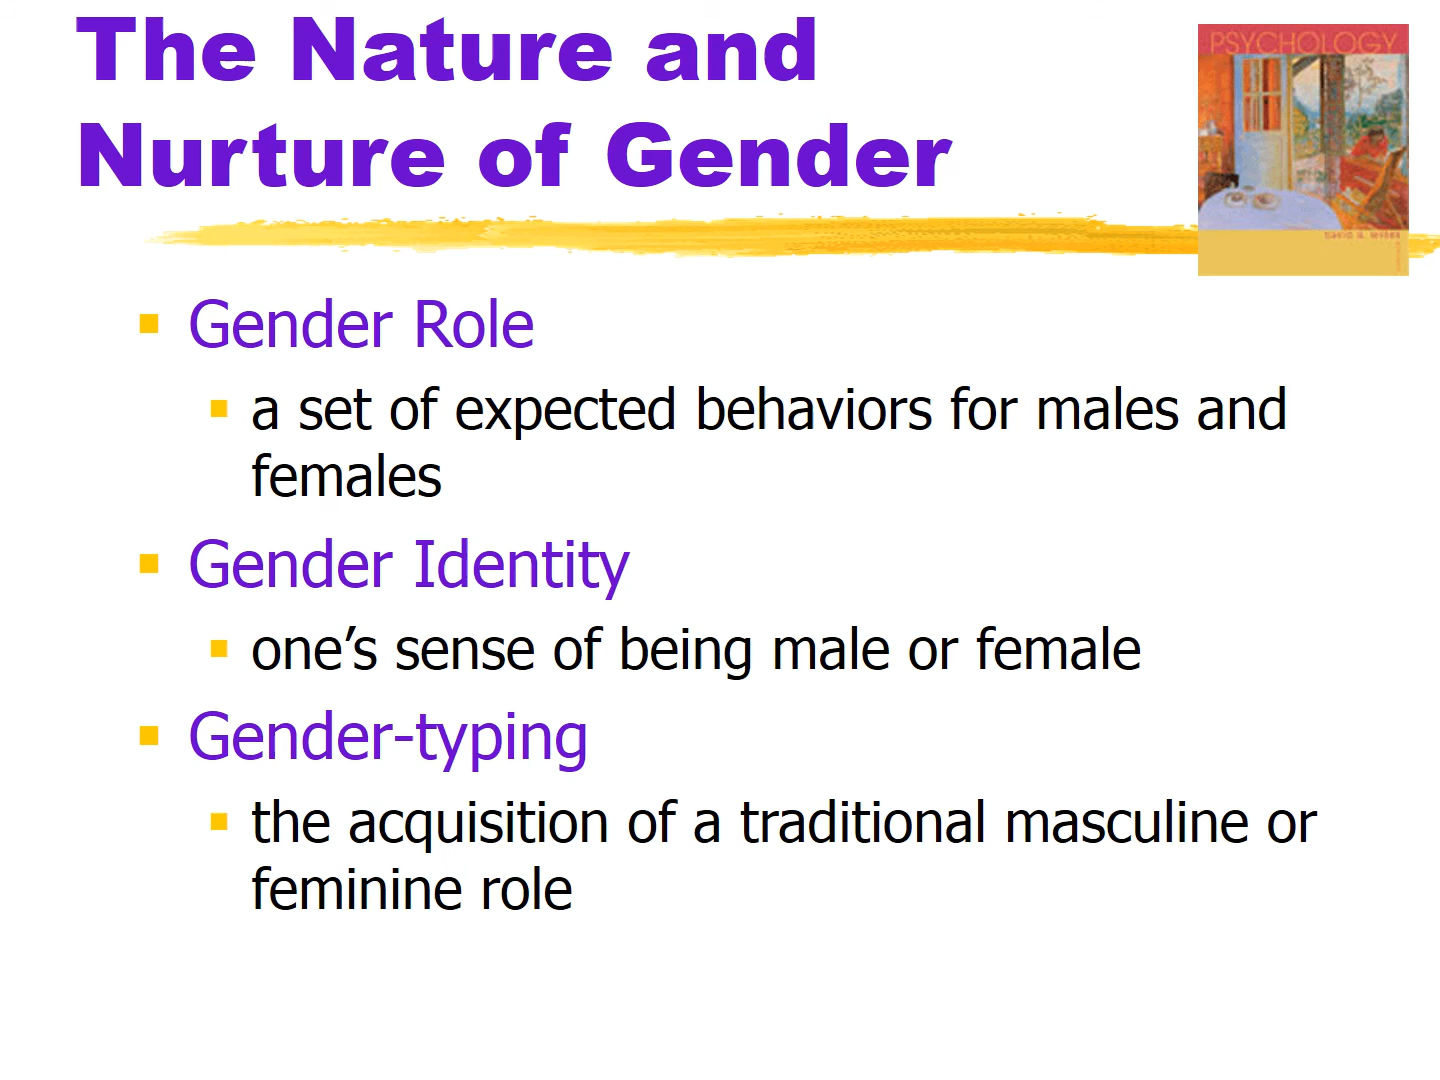 The Nature and
Nurture of Gender
PSYCHOLOGY
Gender Role
a set of expected behaviors for males and
females
Gender Identity
one’s sense of being male or female
Gender-typing
the acquisition of a traditional masculine or
feminine role